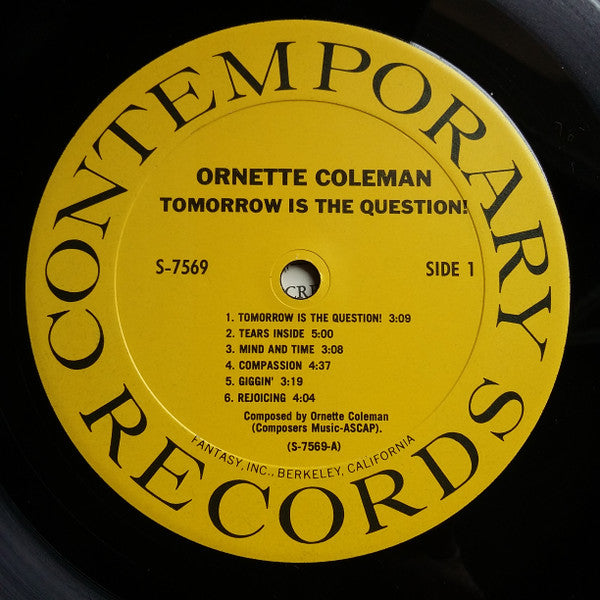 CONTEMPORARY
RECORDS
ORNETTE COLEMAN
TOMORROW IS THE QUESTION!
S-7569
SIDE 1
CRE
1. TOMORROW IS THE QUESTION! 3:09
2. TEARS INSIDE 5:00
3. MIND AND TIME 3:08
4. COMPASSION 4:37
5. GIGGIN' 3:19
6. REJOICING 4:04
Composed by Ornette Coleman
(Composers Music-ASCAP).
(S-7569-A)
FANTASY, INC., BERKELEY, CALIFORNIA